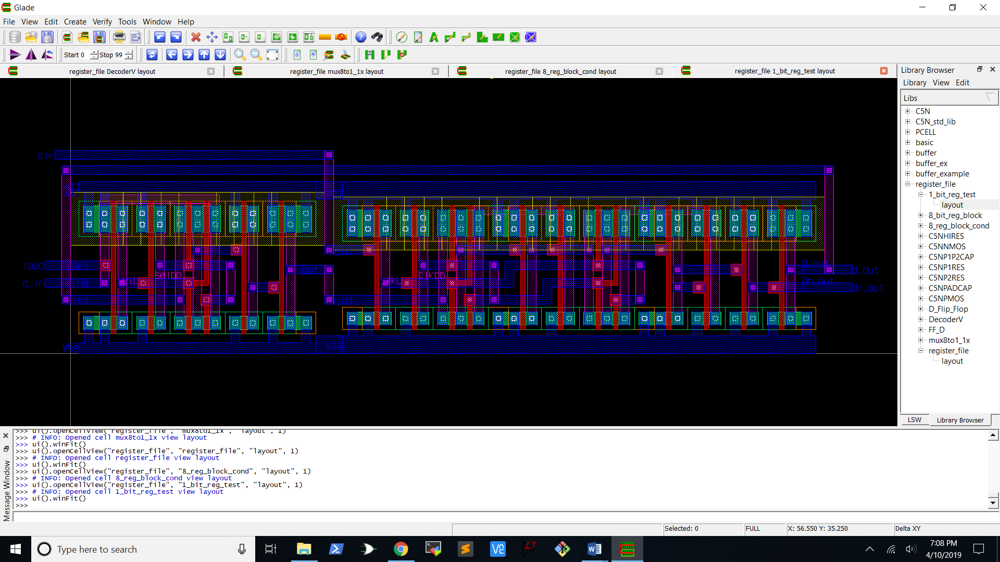 Glade
File View Edit Create Verify Tools Window Help
Start 0 Stop 99
register_file DecoderV layout
register_file mux8to1_1x layout
register_file 8_reg_block_cond layout
register_file 1_bit_reg_test layout
Library Browser
Library View Edit
Libs
C5N
C5N_std_lib
PCELL
basic
buffer
buffer_ex
buffer_example
register_file
1_bit_reg_test
layout
8_bit_reg_block
8_reg_block_cond
C5NHIRES
C5NNMOS
C5NP1P2CAP
C5NP1RES
C5NP2RES
C5NPADCAP
C5NPMOS
D_Flip_Flop
DecoderV
FF_D
mux8to1_1x
register_file
layout
LSW Library Browser
clk
load
d_in
selbb
clkbb
d_out
dn_out
Message Window
>>> ui().openCellView("register_file", "mux8to1_1x", "layout", 1)
>>> # INFO: Opened cell mux8to1_1x view layout
>>> ui().winFit()
>>> ui().openCellView("register_file", "register_file", "layout", 1)
>>> # INFO: Opened cell register_file view layout
>>> ui().winFit()
>>> ui().openCellView("register_file", "8_reg_block_cond", "layout", 1)
>>> # INFO: Opened cell 8_reg_block_cond view layout
>>> ui().openCellView("register_file", "1_bit_reg_test", "layout", 1)
>>> # INFO: Opened cell 1_bit_reg_test view layout
>>> ui().winFit()
>>>
Selected: 0
FULL
X: 56.550 Y: 35.250
Delta XY
Type here to search
7:08 PM
4/10/2019